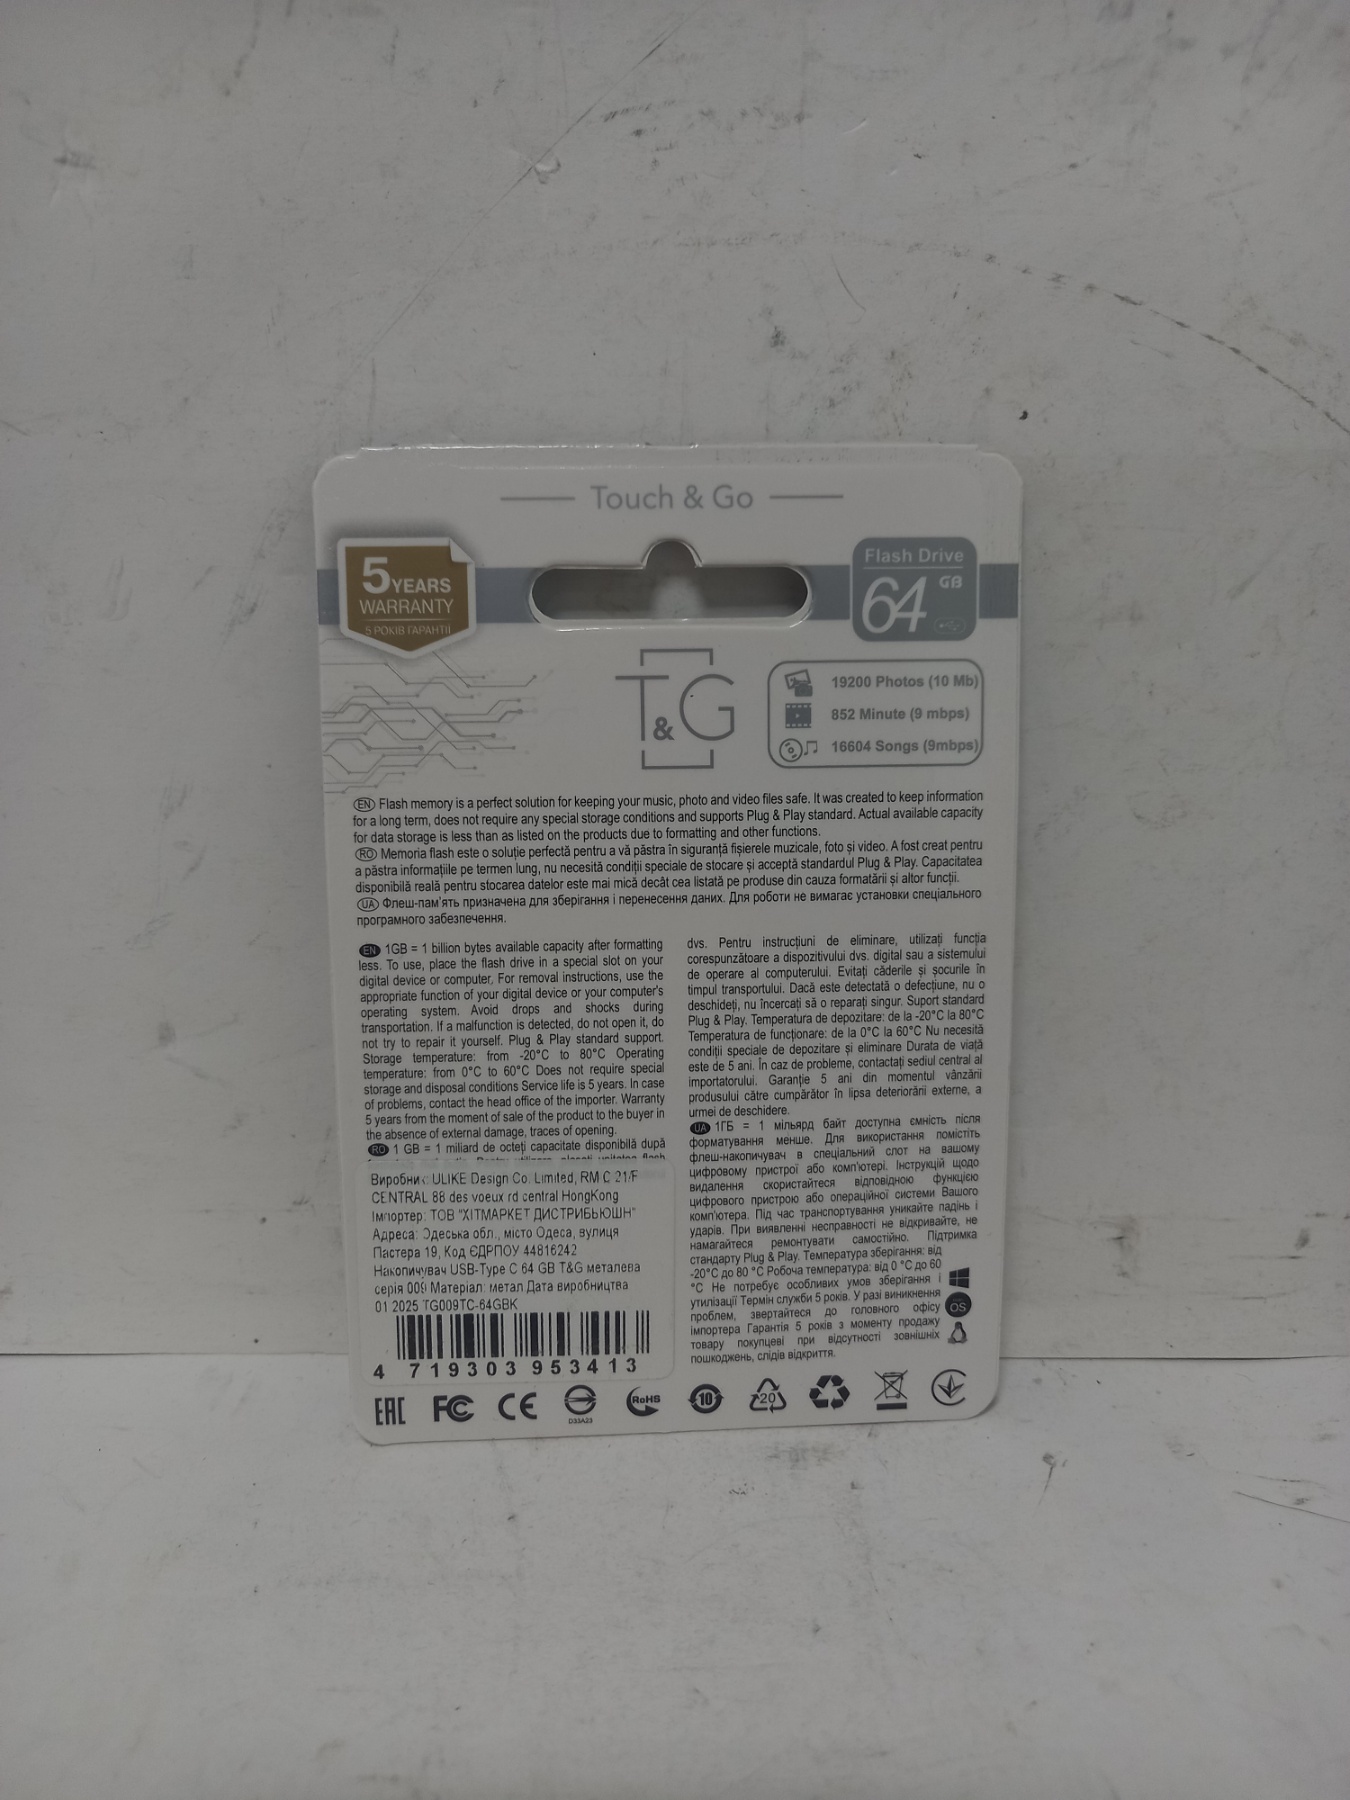 Touch & Go
5 YEARS
WARRANTY
5 РОКІВ ГАРАНТІЇ
Flash Drive
64 GB
T&G
19200 Photos (10 Mb)
852 Minute (9 mbps)
16604 Songs (9mbps)
EN Flash memory is a perfect solution for keeping your music, photo and video files safe. It was created to keep information
for a long term, does not require any special storage conditions and supports Plug & Play standard. Actual available capacity
for data storage is less than as listed on the products due to formatting and other functions.
RO Memoria flash este o soluție perfectă pentru a vă păstra în siguranță fișierele muzicale, foto și video. A fost creat pentru
a păstra informațiile pe termen lung, nu necesită condiții speciale de stocare și acceptă standardul Plug & Play. Capacitatea
disponibilă reală pentru stocarea datelor este mai mică decât cea listată pe produse din cauza formatării și altor funcții.
UA Флеш-пам'ять призначена для зберігання і перенесення даних. Для роботи не вимагає установки спеціального
програмного забезпечення.
EN 1GB = 1 billion bytes available capacity after formatting
less. To use, place the flash drive in a special slot on your
digital device or computer. For removal instructions, use the
appropriate function of your digital device or your computer's
operating system. Avoid drops and shocks during
transportation. If a malfunction is detected, do not open it, do
not try to repair it yourself. Plug & Play standard support.
Storage temperature: from -20°C to 80°C Operating
temperature: from 0°C to 60°C Does not require special
storage and disposal conditions Service life is 5 years. In case
of problems, contact the head office of the importer. Warranty
5 years from the moment of sale of the product to the buyer in
the absence of external damage, traces of opening.
RO 1 GB = 1 miliard de octeți capacitate disponibilă după
Виробник: ULIKE Design Co. Limited, RM C 21/F
CENTRAL 88 des voeux rd central HongKong
Імпортер: ТОВ "ХІТМАРКЕТ ДИСТРИБЬЮШН"
Адреса: Одеська обл., місто Одеса, вулиця
Пастера 19, Код ЄДРПОУ 44816242
Накопичувач USB-Type C 64 GB T&G металева
серія 009 Матеріал: метал Дата виробництва
01 2025 TG009TC-64GBK
4 719303 953413
dvs. Pentru instrucțiuni de eliminare, utilizați funcția
corespunzătoare a dispozitivului dvs. digital sau a sistemului
de operare al computerului. Evitați căderile și șocurile în
timpul transportului. Dacă este detectată o defecțiune, nu o
deschideți, nu încercați să o reparați singur. Suport standard
Plug & Play. Temperatura de depozitare: de la -20°C la 80°C
Temperatura de funcționare: de la 0°C la 60°C Nu necesită
condiții speciale de depozitare și eliminare Durata de viață
este de 5 ani. În caz de probleme, contactați sediul central al
importatorului. Garanție 5 ani din momentul vânzării
produsului către cumpărător în lipsa deteriorării externe, a
urmei de deschidere.
UA 1ГБ = 1 мільярд байт доступна ємність після
форматування менше. Для використання помістіть
флеш-накопичувач в спеціальний слот на вашому
цифровому пристрої або комп'ютері. Інструкцій щодо
видалення скористайтеся відповідною функцією
цифрового пристрою або операційної системи Вашого
комп'ютера. Під час транспортування уникайте падінь і
ударів. При виявленні несправності не відкривайте, не
намагайтеся ремонтувати самостійно. Підтримка
стандарту Plug & Play. Температура зберігання: від
-20°C до 80 °C Робоча температура: від 0 °C до 60
°C Не потребує особливих умов зберігання і
утилізації Термін служби 5 років. У разі виникнення
проблем, звертайтеся до головного офісу
імпортера Гарантія 5 років з моменту продажу
товару покупцеві при відсутності зовнішніх
пошкоджень, слідів відкриття.
OS
EAC FC CE D33A23 RoHS 10 20